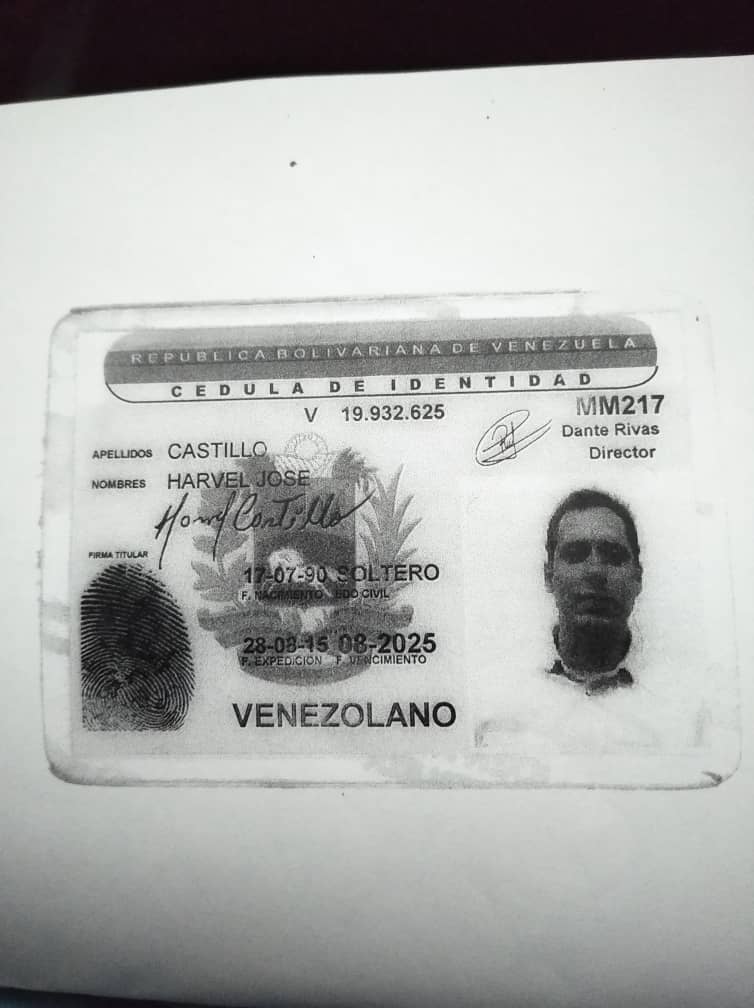 REPUBLICA BOLIVARIANA DE VENEZUELA
CEDULA DE IDENTIDAD
V 19.932.625
MM217
Dante Rivas
Director
APELLIDOS CASTILLO
NOMBRES HARVEL JOSE
Harvel Castillo
FIRMA TITULAR
17-07-90 SOLTERO
F. NACIMIENTO EDO CIVIL
28-08-15 08-2025
F. EXPEDICION F. VENCIMIENTO
VENEZOLANO